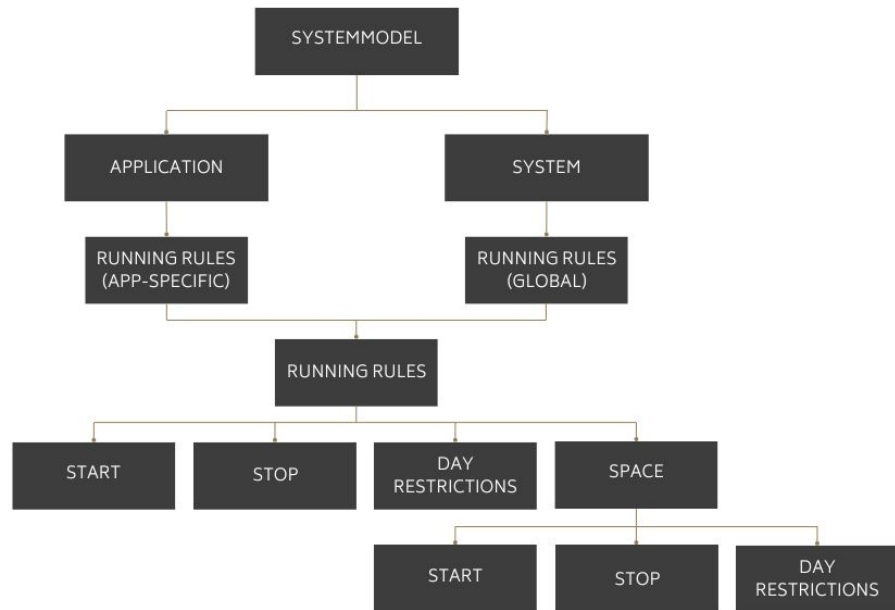 SYSTEMMODEL
APPLICATION
SYSTEM
RUNNING RULES
(APP-SPECIFIC)
RUNNING RULES
(GLOBAL)
RUNNING RULES
START
STOP
DAY
RESTRICTIONS
SPACE
START
STOP
DAY
RESTRICTIONS